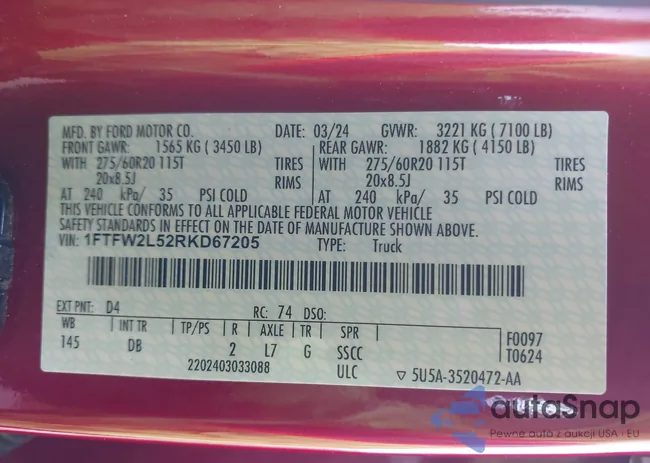 MFD. BY FORD MOTOR CO. DATE: 03/24 GVWR: 3221 KG ( 7100 LB)
FRONT GAWR: 1565 KG ( 3450 LB) REAR GAWR: 1882 KG ( 4150 LB)
WITH 275/60R20 115T TIRES WITH 275/60R20 115T TIRES
20x8.5J RIMS 20x8.5J RIMS
AT 240 kPa/ 35 PSI COLD AT 240 kPa/ 35 PSI COLD
THIS VEHICLE CONFORMS TO ALL APPLICABLE FEDERAL MOTOR VEHICLE
SAFETY STANDARDS IN EFFECT ON THE DATE OF MANUFACTURE SHOWN ABOVE.
VIN: 1FTFW2L52RKD67205 TYPE: Truck
EXT PNT: D4 RC: 74 DSO:
WB INT TR TP/PS R AXLE TR SPR F0097
145 DB 2 L7 G SSCC T0624
2202403033088 ULC ▽ 5U5A-3520472-AA
autoSnap
Pewne auto z aukcji USA i EU